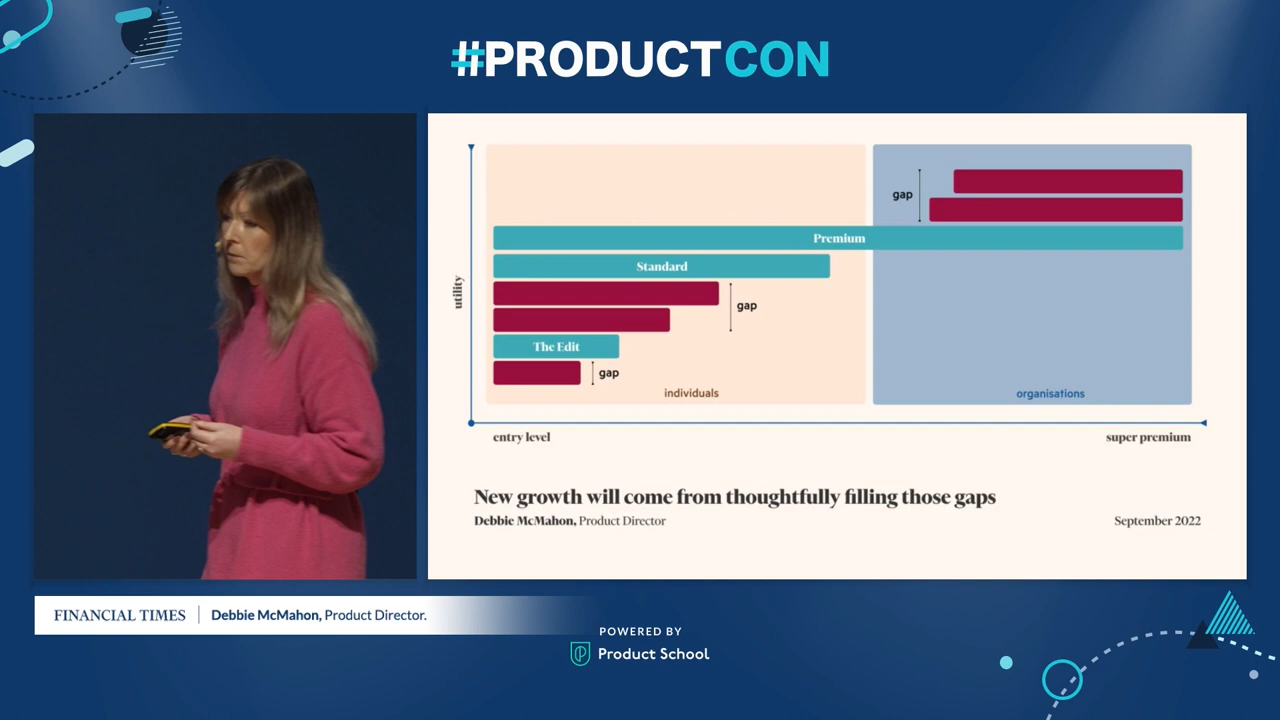 #PRODUCTCON
gap
Premium
Standard
utility
gap
The Edit
gap
individuals
organisations
entry level
super premium
New growth will come from thoughtfully filling those gaps
Debbie McMahon, Product Director
September 2022
FINANCIAL TIMES
Debbie McMahon, Product Director.
POWERED BY
Product School